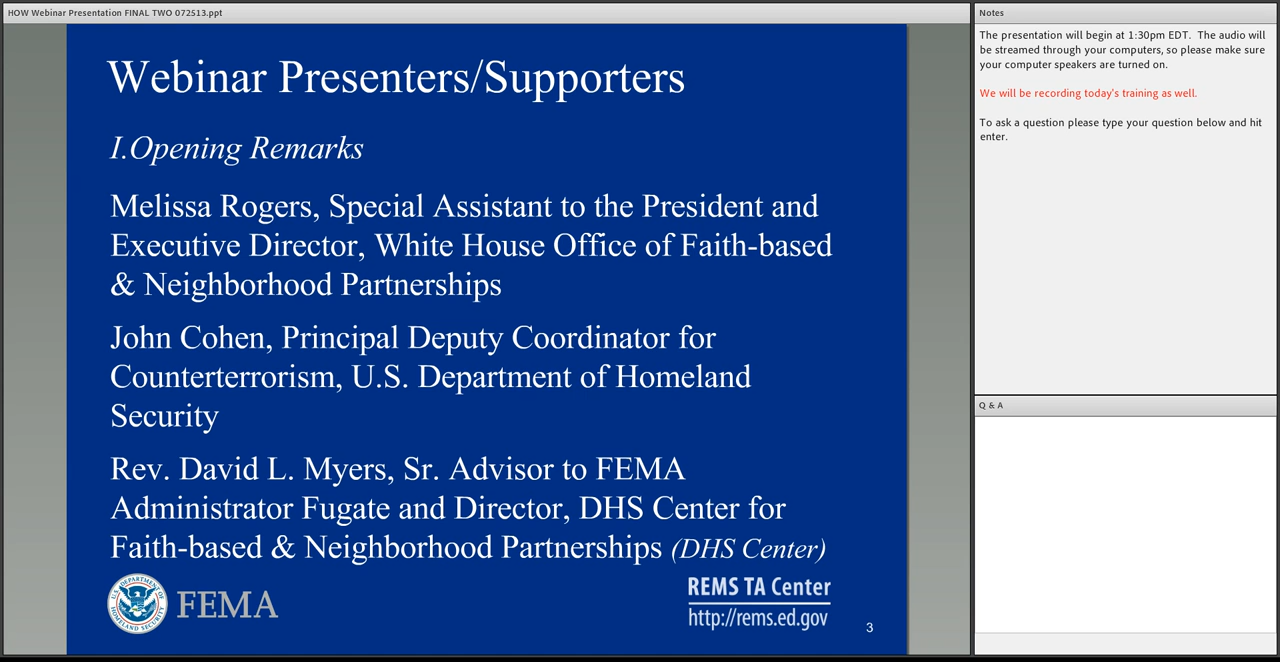 HOW Webinar Presentation FINAL TWO 072513.ppt
Webinar Presenters/Supporters
I.Opening Remarks
Melissa Rogers, Special Assistant to the President and
Executive Director, White House Office of Faith-based
& Neighborhood Partnerships
John Cohen, Principal Deputy Coordinator for
Counterterrorism, U.S. Department of Homeland
Security
Rev. David L. Myers, Sr. Advisor to FEMA
Administrator Fugate and Director, DHS Center for
Faith-based & Neighborhood Partnerships (DHS Center)
U.S. DEPARTMENT OF
HOMELAND SECURITY
FEMA
REMS TA Center
http://rems.ed.gov
3
Notes
The presentation will begin at 1:30pm EDT.  The audio will
be streamed through your computers, so please make sure
your computer speakers are turned on.
We will be recording today's training as well.
To ask a question please type your question below and hit
enter.
Q & A